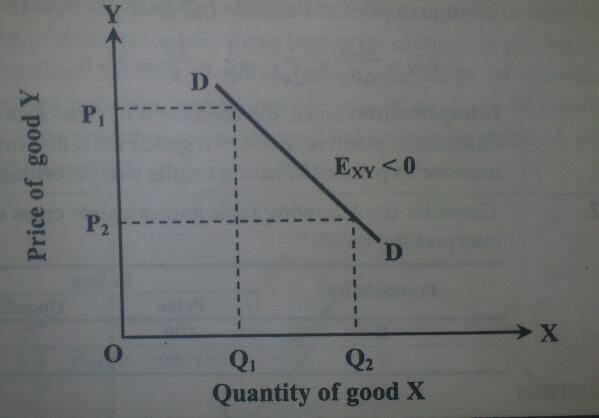 Y
D
P1
EXY < 0
Price of good Y
P2
D
O
Q1
Q2
X
Quantity of good X